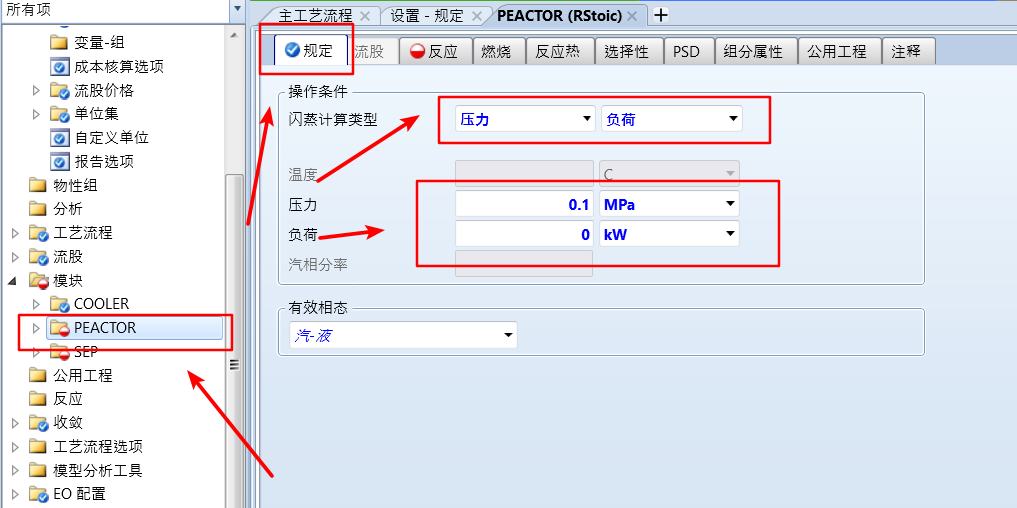 所有项
变量-组
成本核算选项
流股价格
单位集
自定义单位
报告选项
物性组
分析
工艺流程
流股
模块
COOLER
PEACTOR
SEP
公用工程
反应
收敛
工艺流程选项
模型分析工具
EO 配置
主工艺流程
设置 - 规定
PEACTOR (RStoic)
规定
流股
反应
燃烧
反应热
选择性
PSD
组分属性
公用工程
注释
操作条件
闪蒸计算类型 压力 负荷
温度 C
压力 0.1 MPa
负荷 0 kW
汽相分率
有效相态
汽-液